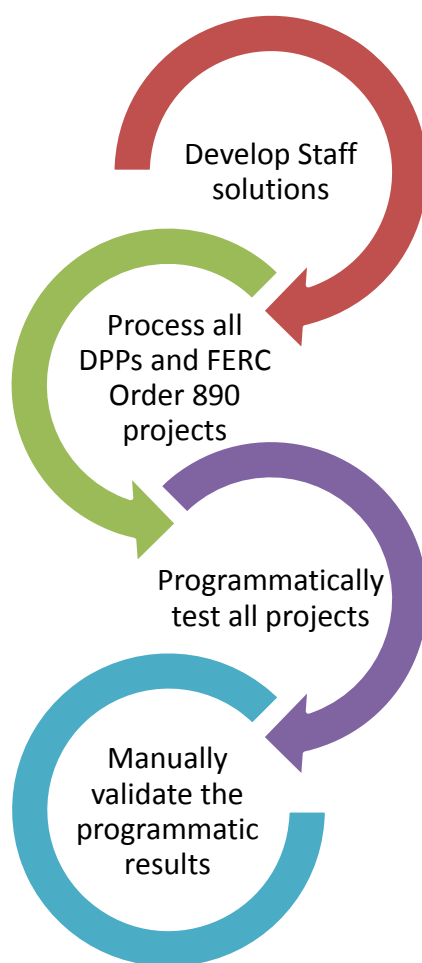 Develop Staff
solutions
Process all
DPPs and FERC
Order 890
projects
Programmatically
test all projects
Manually
validate the
programmatic
results